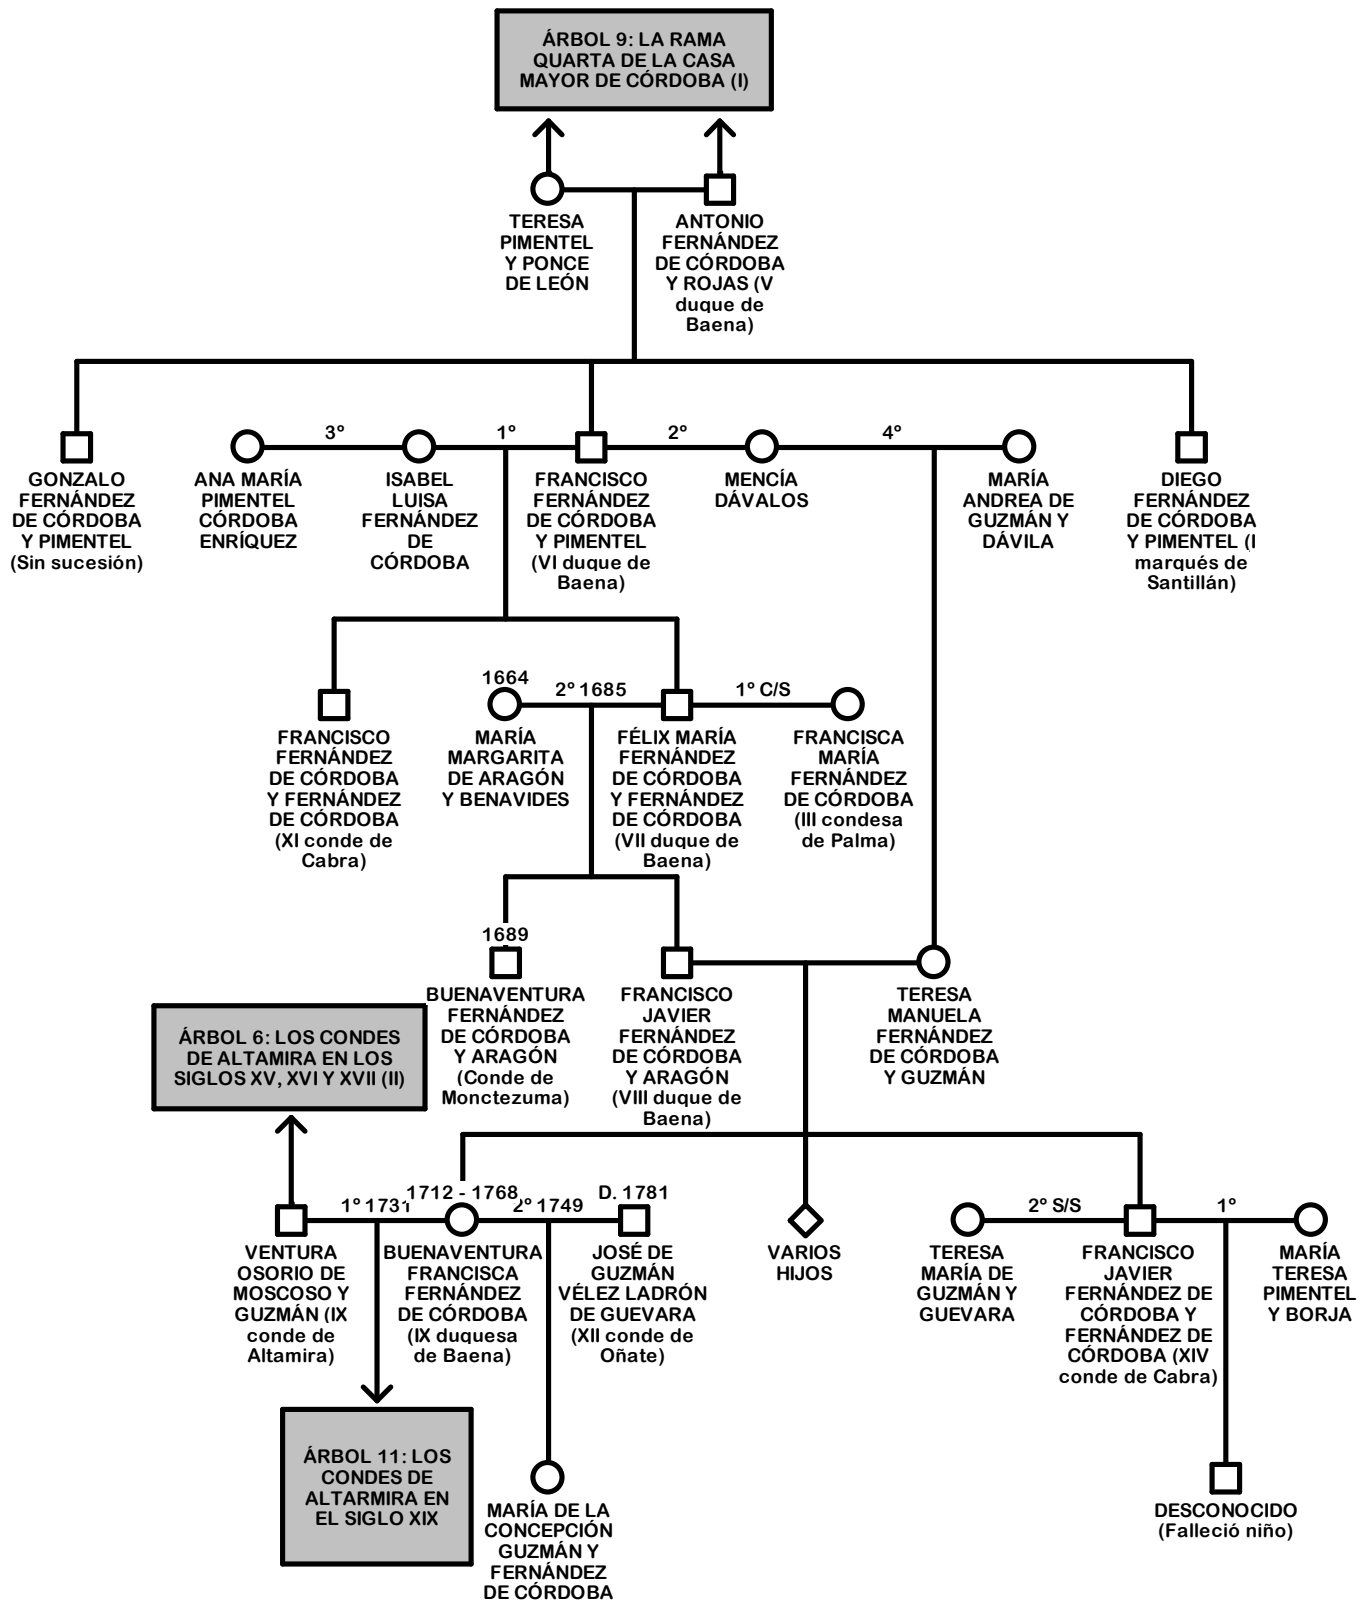 ÁRBOL 9: LA RAMA
QUARTA DE LA CASA
MAYOR DE CÓRDOBA (I)
TERESA
PIMENTEL
Y PONCE
DE LEÓN
ANTONIO
FERNÁNDEZ
DE CÓRDOBA
Y ROJAS (V
duque de
Baena)
3º
1º
2º
4º
GONZALO
FERNÁNDEZ
DE CÓRDOBA
Y PIMENTEL
(Sin sucesión)
ANA MARÍA
PIMENTEL
CÓRDOBA
ENRÍQUEZ
ISABEL
LUISA
FERNÁNDEZ
DE
CÓRDOBA
FRANCISCO
FERNÁNDEZ
DE CÓRDOBA
Y PIMENTEL
(VI duque de
Baena)
MENCÍA
DÁVALOS
MARÍA
ANDREA DE
GUZMÁN Y
DÁVILA
DIEGO
FERNÁNDEZ
DE CÓRDOBA
Y PIMENTEL (I
marqués de
Santillán)
1664
2º 1685
1º C/S
FRANCISCO
FERNÁNDEZ
DE CÓRDOBA
Y FERNÁNDEZ
DE CÓRDOBA
(XI conde de
Cabra)
MARÍA
MARGARITA
DE ARAGÓN
Y BENAVIDES
FÉLIX MARÍA
FERNÁNDEZ
DE CÓRDOBA
Y FERNÁNDEZ
DE CÓRDOBA
(VII duque de
Baena)
FRANCISCA
MARÍA
FERNÁNDEZ
DE CÓRDOBA
(III condesa
de Palma)
1689
BUENAVENTURA
FERNÁNDEZ
DE CÓRDOBA
Y ARAGÓN
(Conde de
Monctezuma)
FRANCISCO
JAVIER
FERNÁNDEZ
DE CÓRDOBA
Y ARAGÓN
(VIII duque de
Baena)
TERESA
MANUELA
FERNÁNDEZ
DE CÓRDOBA
Y GUZMÁN
ÁRBOL 6: LOS CONDES
DE ALTAMIRA EN LOS
SIGLOS XV, XVI Y XVII (II)
1º 1731
1712 - 1768
2º 1749
D. 1781
2º S/S
1º
VENTURA
OSORIO DE
MOSCOSO Y
GUZMÁN (IX
conde de
Altamira)
BUENAVENTURA
FRANCISCA
FERNÁNDEZ
DE CÓRDOBA
(IX duquesa
de Baena)
JOSÉ DE
GUZMÁN
VÉLEZ LADRÓN
DE GUEVARA
(XII conde de
Oñate)
VARIOS
HIJOS
TERESA
MARÍA DE
GUZMÁN Y
GUEVARA
FRANCISCO
JAVIER
FERNÁNDEZ DE
CÓRDOBA Y
FERNÁNDEZ DE
CÓRDOBA (XIV
conde de Cabra)
MARÍA
TERESA
PIMENTEL
Y BORJA
ÁRBOL 11: LOS
CONDES DE
ALTARMIRA EN
EL SIGLO XIX
MARÍA DE LA
CONCEPCIÓN
GUZMÁN Y
FERNÁNDEZ
DE CÓRDOBA
DESCONOCIDO
(Falleció niño)